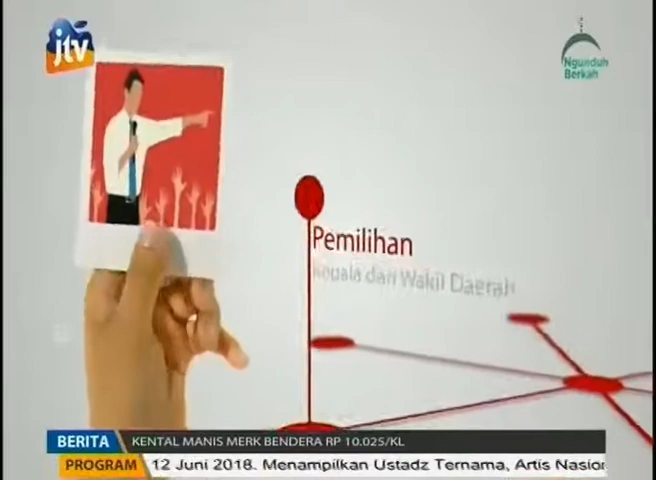 jtv
Ngunduh
Berkah
Pemilihan
Kepala dan Wakil Daerah
BERITA
KENTAL MANIS MERK BENDERA RP 10.025/KL
PROGRAM
12 JUNI 2018. Menampilkan Ustadz Ternama, Artis Nasior